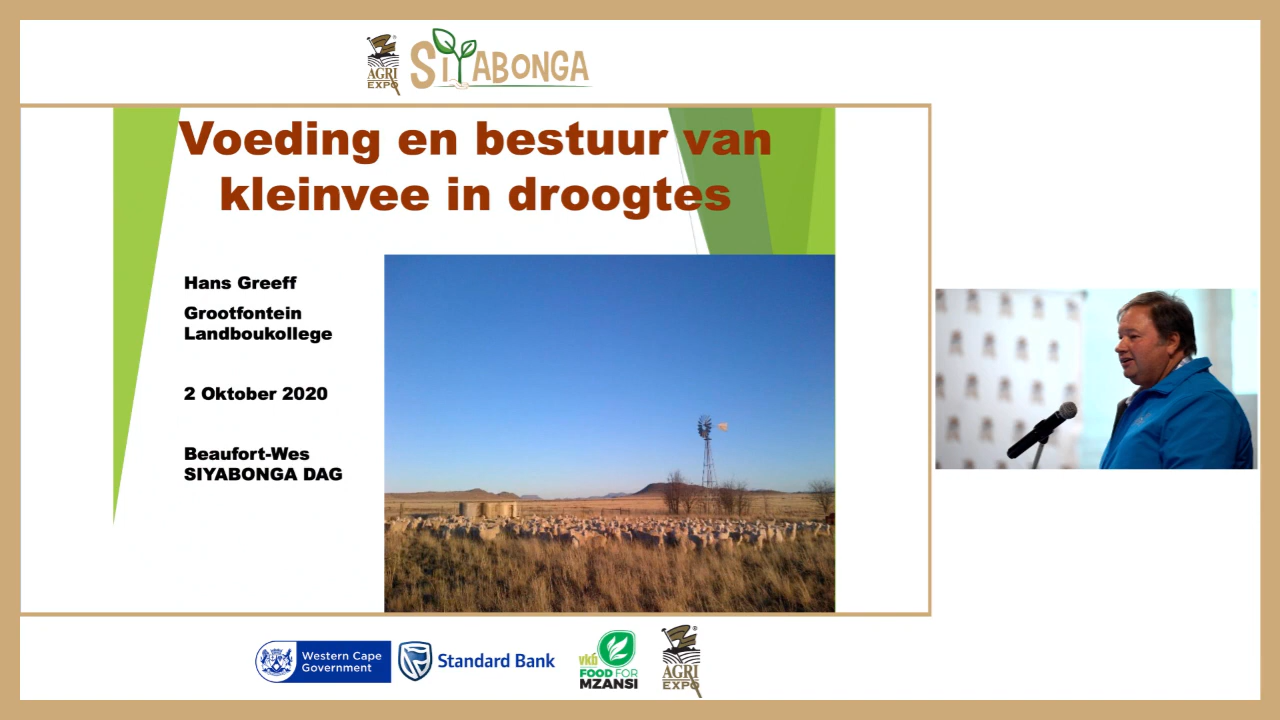 AGRI
EXPO
SIYABONGA
Voeding en bestuur van
kleinvee in droogtes
Hans Greeff
Grootfontein
Landboukollege
2 Oktober 2020
Beaufort-Wes
SIYABONGA DAG
Western Cape
Government
Standard Bank
vkb
FOOD FOR
MZANSI
AGRI
EXPO